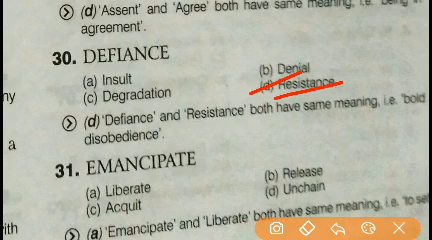 (d) 'Assent' and 'Agree' both have same meaning, i.e. 'being in
agreement'.
30. DEFIANCE
(a) Insult
(b) Denial
(c) Degradation
(d) Resistance
(d) 'Defiance' and 'Resistance' both have same meaning, i.e. 'bold
disobedience'.
31. EMANCIPATE
(a) Liberate
(b) Release
(c) Acquit
(d) Unchain
(a) 'Emancipate' and 'Liberate' both have same meaning, i.e. 'to set
ny
a
ith